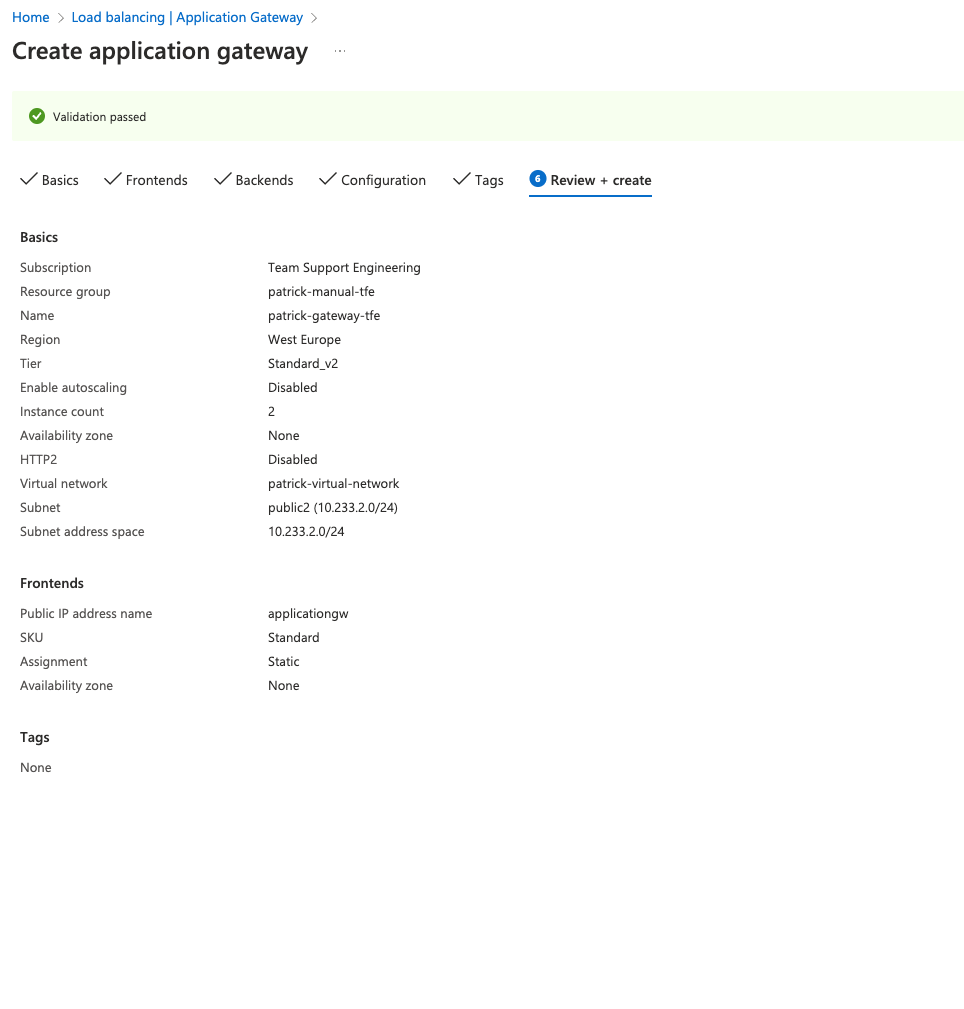 Home > Load balancing | Application Gateway >
Create application gateway ...
Validation passed
Basics Frontends Backends Configuration Tags 6 Review + create
Basics
Subscription Team Support Engineering
Resource group patrick-manual-tfe
Name patrick-gateway-tfe
Region West Europe
Tier Standard_v2
Enable autoscaling Disabled
Instance count 2
Availability zone None
HTTP2 Disabled
Virtual network patrick-virtual-network
Subnet public2 (10.233.2.0/24)
Subnet address space 10.233.2.0/24
Frontends
Public IP address name applicationgw
SKU Standard
Assignment Static
Availability zone None
Tags
None